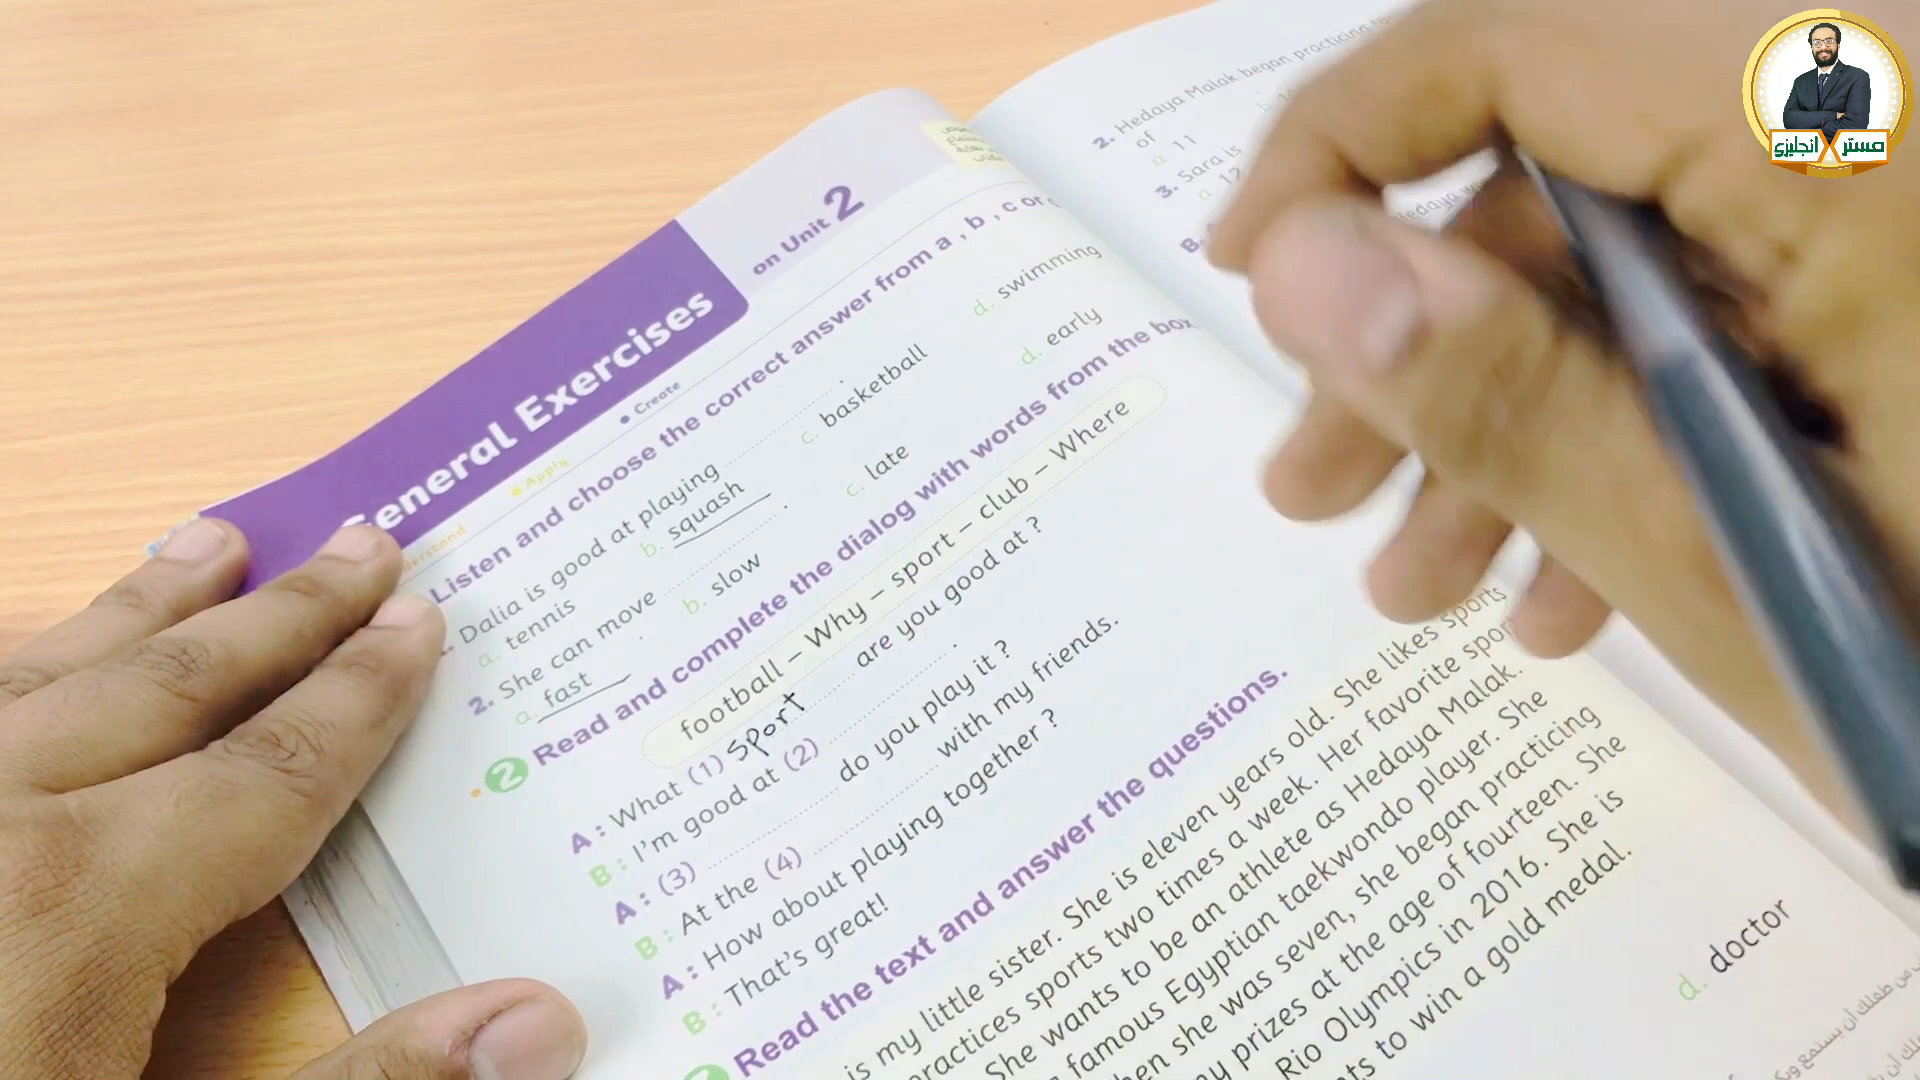 مستر X انجليزي
General Exercises
on Unit 2
Apply
Create
Listen and choose the correct answer from a , b , c or
Dalia is good at playing ........ .
a. tennis b. squash c. basketball d. swimming
2. She can move ........ .
a. fast b. slow c. late d. early
2 Read and complete the dialog with words from the box
football – Why – sport – club – Where
A : What (1) sport ........ are you good at ?
B : I'm good at (2) ........ .
A : (3) ........ do you play it ?
B : At the (4) ........ with my friends.
A : How about playing together ?
B : That's great!
Read the text and answer the questions.
is my little sister. She is eleven years old. She likes sports
practices sports two times a week. Her favorite
She wants to be an athlete as Hedaya Malak.
famous Egyptian taekwondo player. She
when she was seven, she began practicing
prizes at the age of fourteen. She
Rio Olympics in 2016. She is
to win a gold medal.
2. Hedaya Malak began practicing
of
a. 11
3. Sara is
a. 12
d. doctor